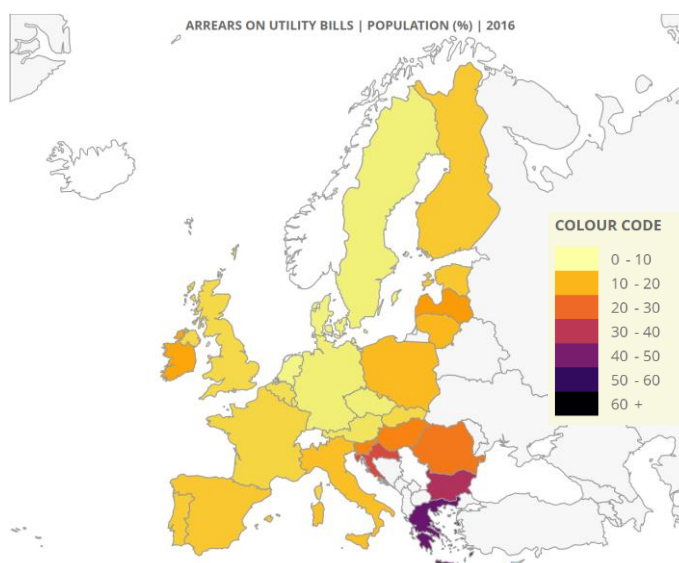 ARREARS ON UTILITY BILLS | POPULATION (%) | 2016
COLOUR CODE
0 - 10
10 - 20
20 - 30
30 - 40
40 - 50
50 - 60
60 +